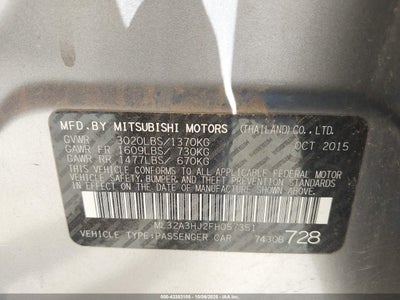 MFD.BY MITSUBISHI MOTORS (THAILAND) CO.,LTD.
GVWR 3020LBS/1370KG OCT 2015
GAWR FR 1609LBS/ 730KG
GAWR RR 1477LBS/ 670KG
THIS VEHICLE CONFORMS TO ALL APPLICABLE FEDERAL MOTOR
VEHICLE SAFETY, BUMPER, AND THEFT PREVENTION STANDARDS
IN EFFECT ON THE DATE OF MANUFACTURE SHOWN ABOVE.
ML32A3HJ2FH057351
VEHICLE TYPE:PASSENGER CAR 7430B 728